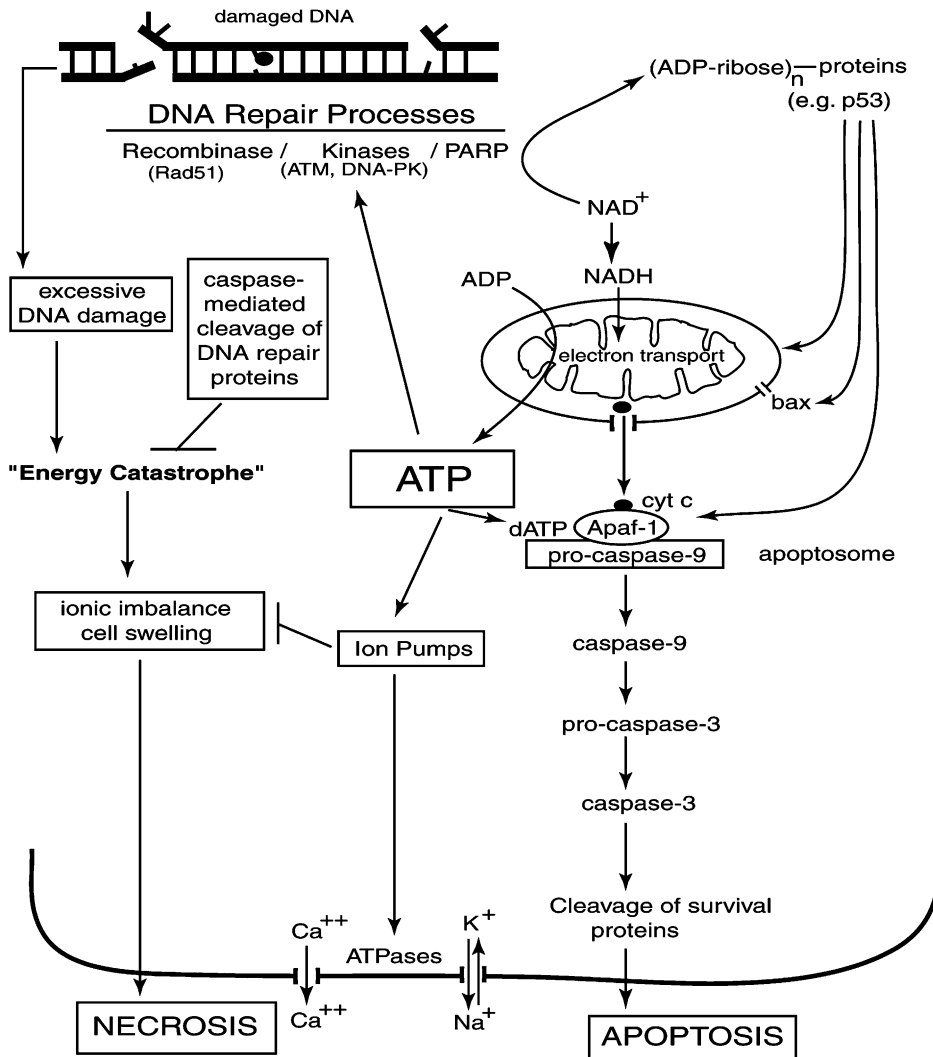 damaged DNA
DNA Repair Processes
Recombinase / Kinases / PARP
(Rad51) (ATM, DNA-PK)
(ADP-ribose)n—proteins
(e.g. p53)
NAD+
NADH
ADP
electron transport
bax
excessive
DNA damage
caspase-
mediated
cleavage of
DNA repair
proteins
"Energy Catastrophe"
ATP
cyt c
dATP
Apaf-1
pro-caspase-9
apoptosome
ionic imbalance
cell swelling
Ion Pumps
caspase-9
pro-caspase-3
caspase-3
Cleavage of survival
proteins
Ca++
ATPases
K+
Ca++
Na+
NECROSIS
APOPTOSIS